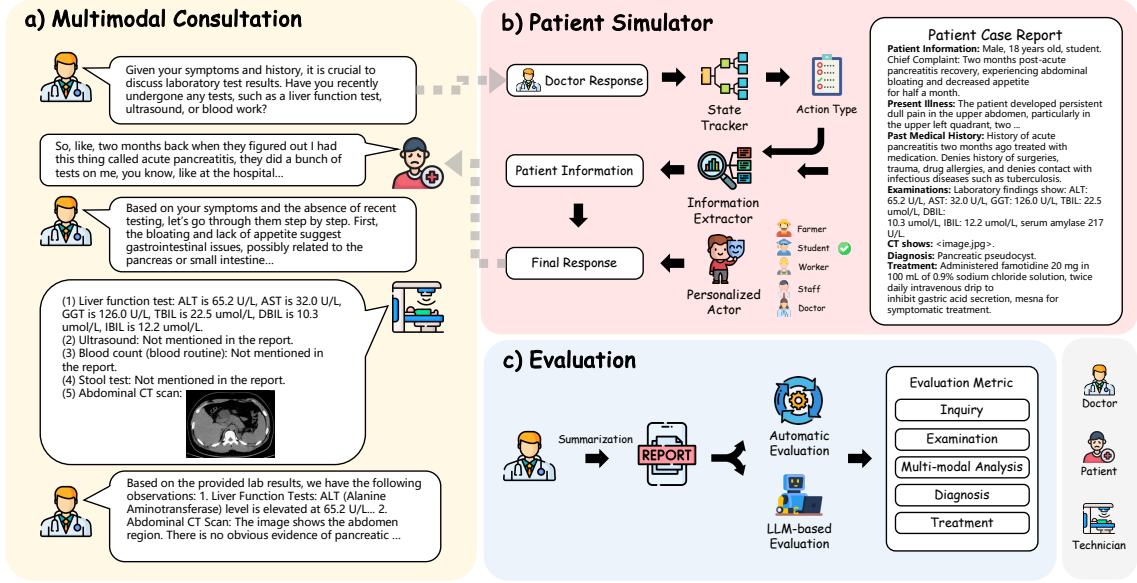 a) Multimodal Consultation
Given your symptoms and history, it is crucial to
discuss laboratory test results. Have you recently
undergone any tests, such as a liver function test,
ultrasound, or blood work?
So, like, two months back when they figured out I had
this thing called acute pancreatitis, they did a bunch of
tests on me, you know, like at the hospital...
Based on your symptoms and the absence of recent
testing, let's go through them step by step. First,
the bloating and lack of appetite suggest
gastrointestinal issues, possibly related to the
pancreas or small intestine...
(1) Liver function test: ALT is 65.2 U/L, AST is 32.0 U/L,
GGT is 126.0 U/L, TBIL is 22.5 umol/L, DBIL is 10.3
umol/L, IBIL is 12.2 umol/L.
(2) Ultrasound: Not mentioned in the report.
(3) Blood count (blood routine): Not mentioned in
the report.
(4) Stool test: Not mentioned in the report.
(5) Abdominal CT scan:
Based on the provided lab results, we have the following
observations: 1. Liver Function Tests: ALT (Alanine
Aminotransferase) level is elevated at 65.2 U/L... 2.
Abdominal CT Scan: The image shows the abdomen
region. There is no obvious evidence of pancreatic ...
b) Patient Simulator
Doctor Response
State
Tracker
Action Type
Patient Information
Information
Extractor
Final Response
Personalized
Actor
Farmer
Student
Worker
Staff
Doctor
Patient Case Report
Patient Information: Male, 18 years old, student.
Chief Complaint: Two months post-acute
pancreatitis recovery, experiencing abdominal
bloating and decreased appetite
for half a month.
Present Illness: The patient developed persistent
dull pain in the upper abdomen, particularly in
the upper left quadrant, two ...
Past Medical History: History of acute
pancreatitis two months ago treated with
medication. Denies history of surgeries,
trauma, drug allergies, and denies contact with
infectious diseases such as tuberculosis.
Examinations: Laboratory findings show: ALT:
65.2 U/L, AST: 32.0 U/L, GGT: 126.0 U/L, TBIL: 22.5
umol/L, DBIL:
10.3 umol/L, IBIL: 12.2 umol/L, serum amylase 217
U/L.
CT shows: <image.jpg>.
Diagnosis: Pancreatic pseudocyst.
Treatment: Administered famotidine 20 mg in
100 mL of 0.9% sodium chloride solution, twice
daily intravenous drip to
inhibit gastric acid secretion, mesna for
symptomatic treatment.
c) Evaluation
Summarization
REPORT
Automatic
Evaluation
LLM-based
Evaluation
Evaluation Metric
Inquiry
Examination
Multi-modal Analysis
Diagnosis
Treatment
Doctor
Patient
Technician